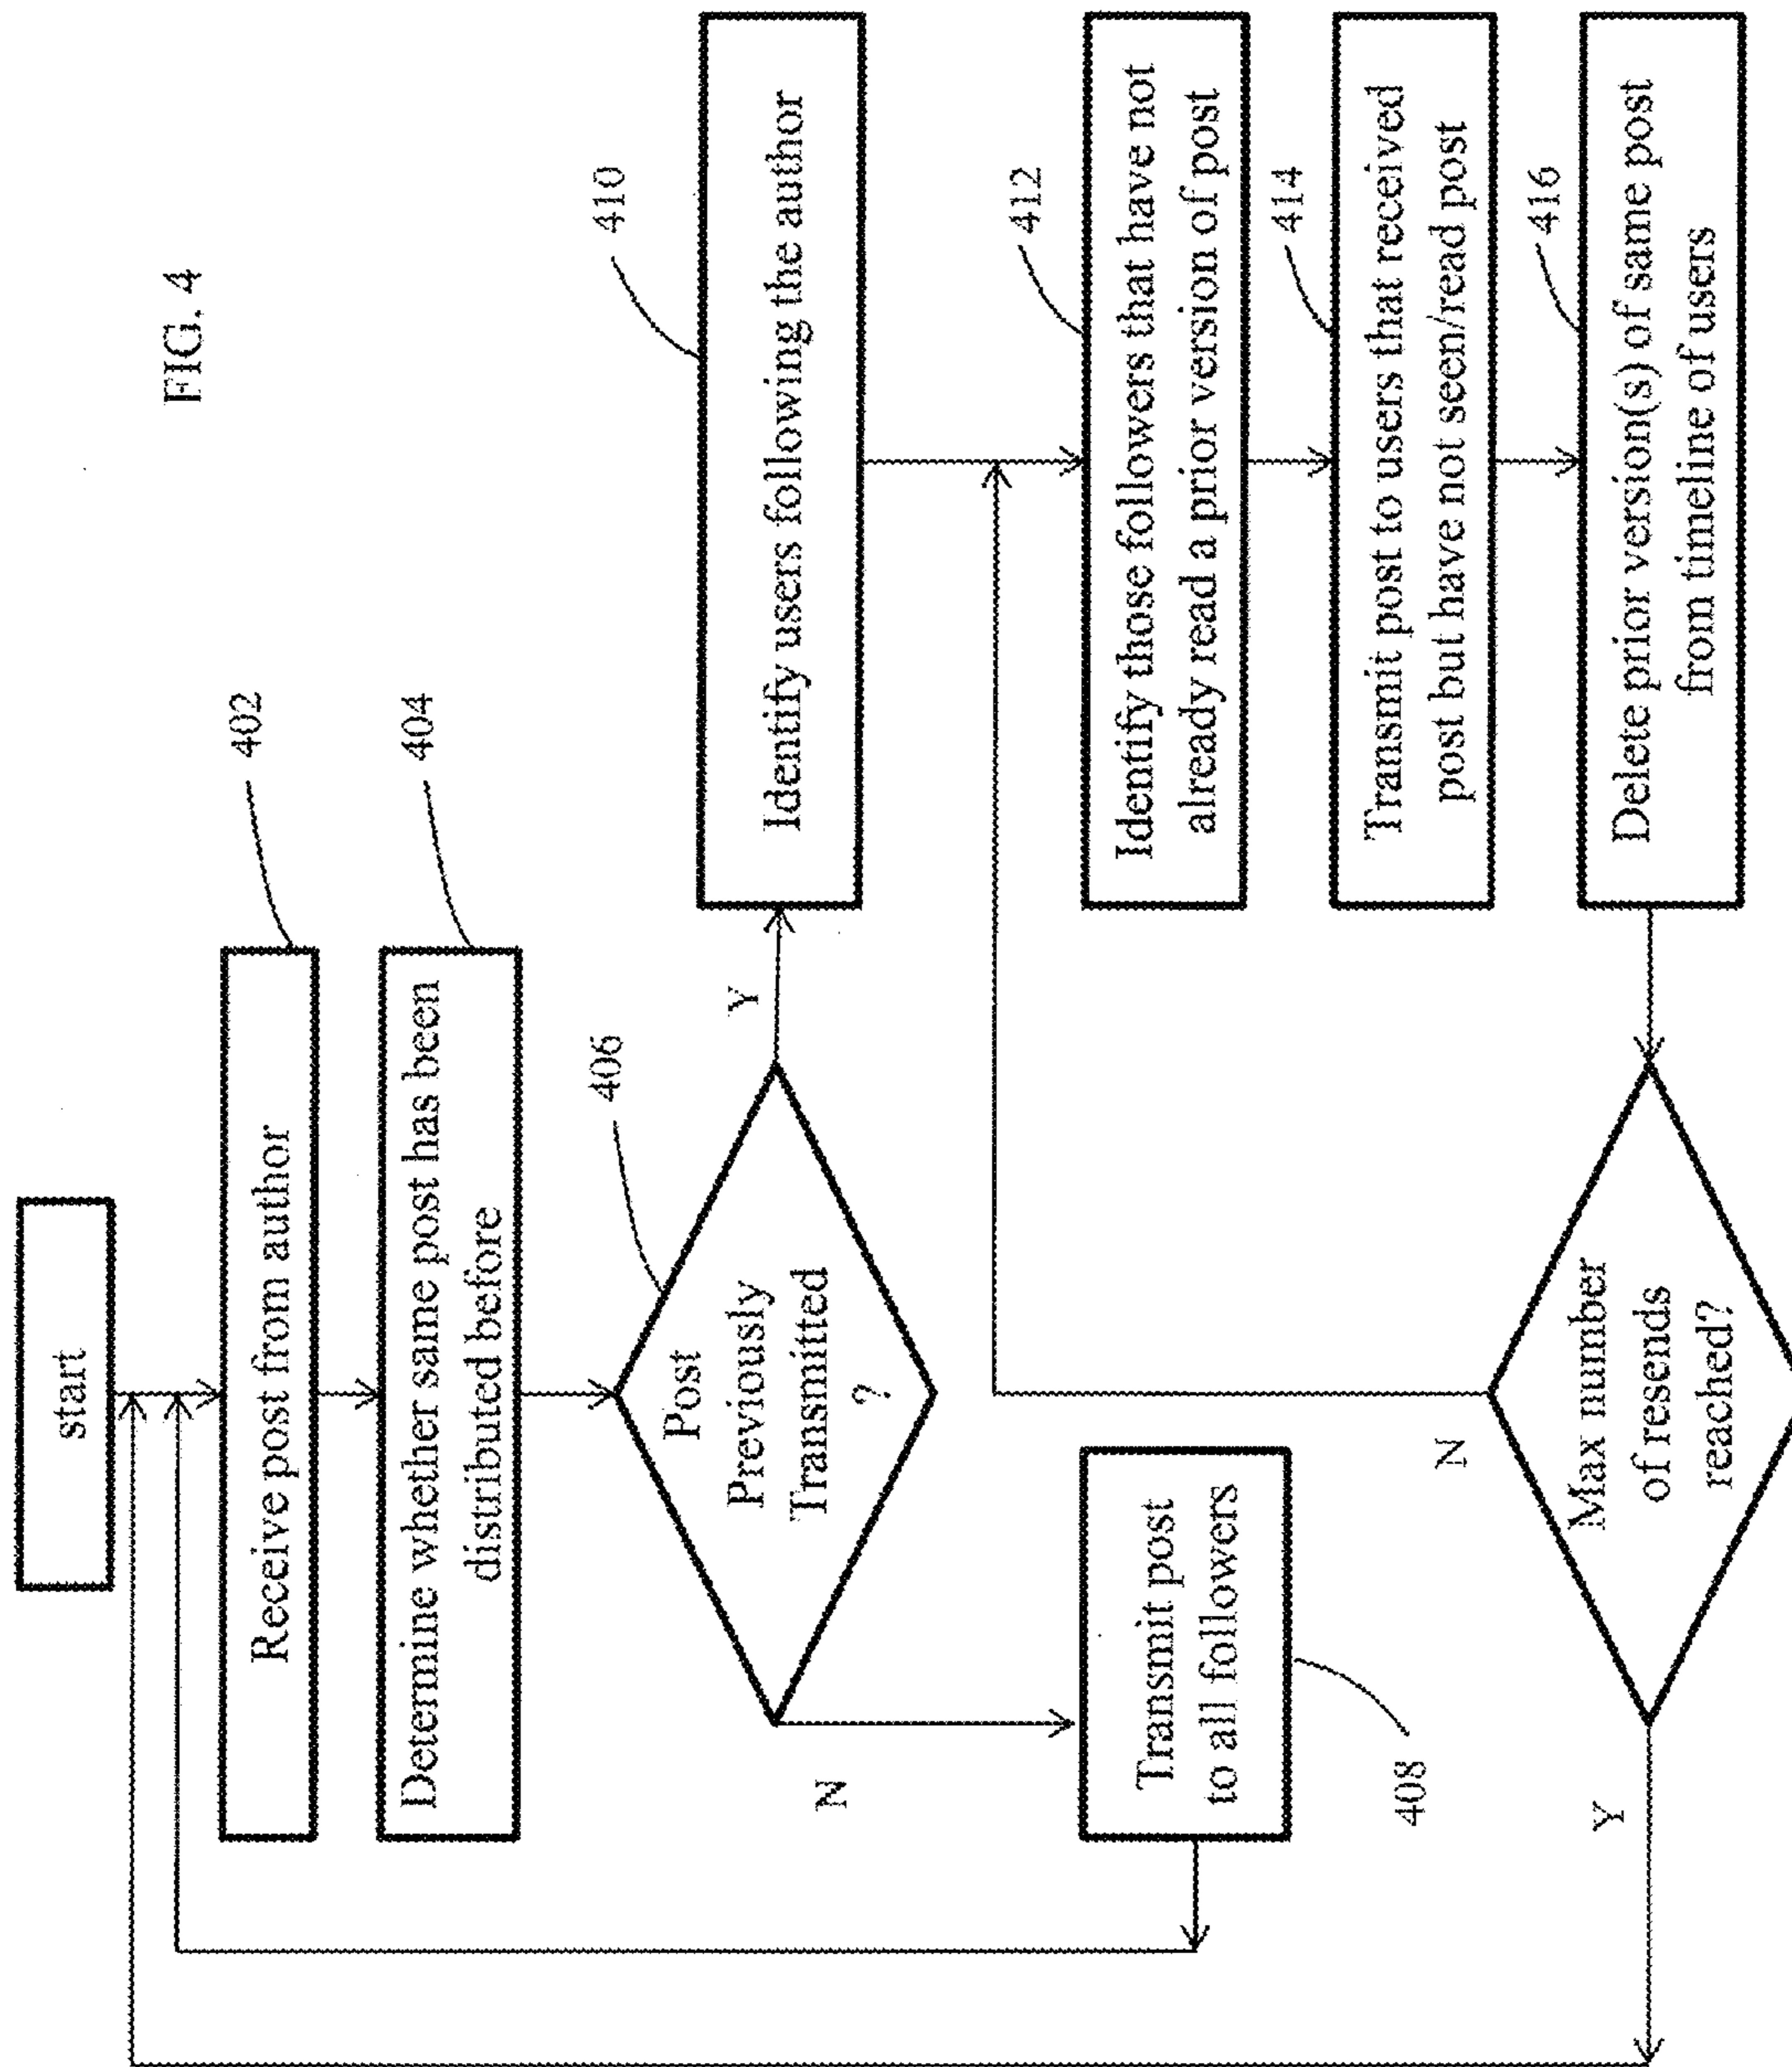 FIG. 4
start
402
Receive post from author
404
Determine whether same post has been
distributed before
406
Post
Previously
Transmitted
?
Y
N
410
Identify users following the author
Transmit post
to all followers
408
412
Identify those followers that have not
already read a prior version of post
414
Transmit post to users that received
post but have not seen/read post
416
Delete prior version(s) of same post
from timeline of users
Max number
of resends
reached?
N
Y